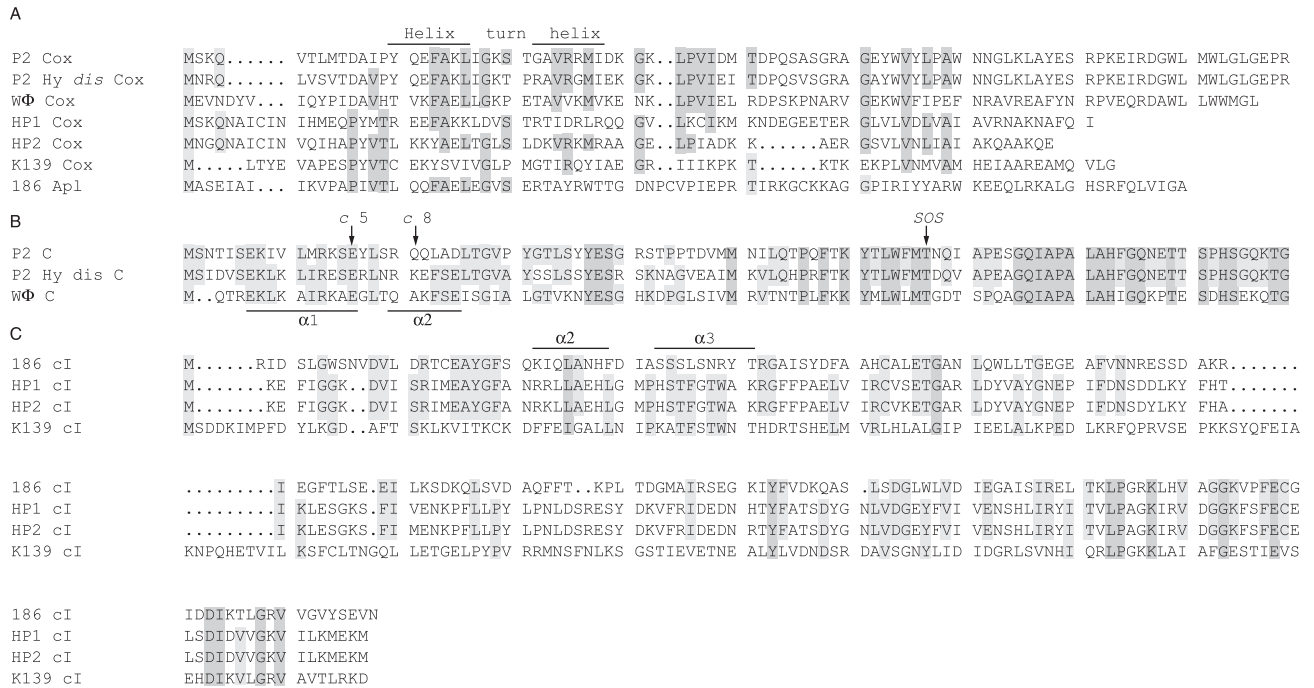 A
Helix turn helix
P2 Cox MSKQ...... VTLMTDAIPY QEFAKLIGKS TGAVRRMIDK GK..LPVIDM TDPQSASGRA GEYWVYLPAW NNGLKLAYES RPKEIRDGWL MWLGLGEPR
P2 Hy dis Cox MNRQ...... LVSVTDAVPY QEFAKLIGKT PRAVRGMIEK GK..LPVIEI TDPQSVSGRA GEYWVYLPAW NNGLKLAYES RPKEIRDGWL MWLGLGEPR
WΦ Cox MEVNDYV... IQYPIDAVHT VKFAELLGKP ETAVVKMVKE NK..LPVIEL RDPSKPNARV GEKWVFIPEF NRAVREAFYN RPVEQRDAWL LWWMGL
HP1 Cox MSKQNAICIN IHMEQPYMTR EEFAKKLDVS TRTIDRLRQQ GV..LKCIKM KNDEGEETER GLVLVDLVAI AVRNAKNAFQ I
HP2 Cox MNGQNAICVN VQIHAPYVTL KKYAELTGLS LDKVRKMRAA GE..LPIADK K......AER GSVLVNLIAI AKQAAKQE
K139 Cox M.....LTYEV VAPESPYVTC EKYSVIVGLP MGTIRQYIAE GR..IIIKPK T......KTK EKPLVNMVAM HEIAAREAMQ VLG
186 Apl MASEIAI... IKVPAPIVTL QQFAELEGVS ERTAYRWTTG DNPCVPIEPR TIRKGCKKAG GPIRIYYARW KEEQLRKALG HSRFQLVIGA
B
c 5 c 8 SOS
P2 C MSNTISEKIV LMRKSEYLSR QQLADLTGVP YGTLSYYESG RSTPPTDVMM NILQTPQFTK YTLWFMTNQI APESGQIAPA LAHFGQNETT SPHSGQKTG
P2 Hy dis C MSIDVSEKLK LIRESERLNR KEFSELTGVA YSSLSSYESR RSKNAGVEAIM KVLQHPRFTK YTLWFMTDQV APEAGQIAPA LAHFGQNETT SPHSGQKTG
WΦ C M..QTREKLK AIRKAEGLTQ AKFSEISGIA LGTVKNYESG HKDPGLSIVM RVTNTPLFKK YMLWLMTGDT SPQAGQIAPA LAHIGQKPTE SDHSEKQTG
α1 α2
C
α2 α3
186 cI M......RID SLGWSNVDVL DRTCEAYGFS QKIQLANHFD IASSSLSNRY TRGAISYDFA AHCALETGAN LQWLLTGEGE AFVNNRESSD AKR.......
HP1 cI M.......KE FIGGK..DVI SRIMEAYGFA NRRLLAEHLG MPHSTFGTWA KRGFFPAELV IRCVSETGAR LDYVAYGNEP IFDNSDDLKY FHT.......
HP2 cI M.......KE FIGGK..DVI SRIMEAYGFA NRKLLAEHLG MPHSTFGTWA KRGFFPAELV IRCVKETGAR LDYVAYGNEP IFDNSDYLKY FHA.......
K139 cI MSDDKIMPFD YLKGD..AFT SKLKVITKCK DFFELGALLN IPKATFSTWN THDRTSHELM VRLHLALGIP IEELALKPED LKRFQPRVSE PKKSYQFEIA
186 cI .........I EGFTLSE.EI LKSDKQLSVD AQFFT..KPL TDGMAIRSEG KIYFVDKQAS .LSDGLWLVD IEGAISIREL TKLPGRKLHV AGGKVPFECG
HP1 cI .........I KLESGKS.FI VENKPFLLPY LPNLDSRESY DKVFRIDEDN HTYFATSDYG NLVDGEYFVI VENSHLIRYI TVLPAGKIRV DGGKFSFECE
HP2 cI .........I KLESGKS.FI MENKPFLLPY LPNLDSRESY DKVFRIDEDN RTYFATSDYG NLVDGEYFVI VENSHLIRYI TVLPAGKIRV DGGKFSFECE
K139 cI KNPQHETVIL KSFCLTNGQL LETGELPYPV RRMNSFNLKS GSTIEVETNE ALYLVDNDSR DAVSGNYLID IDGRLSVNHI QRLPGKKLAI AFGESTIEVS
186 cI IDDIKTLGRV VGVYSEVN
HP1 cI LSDIDVVGKV ILKMEKM
HP2 cI LSDIDVVGKV ILKMEKM
K139 cI EHDIKVLGRV AVTLRKD